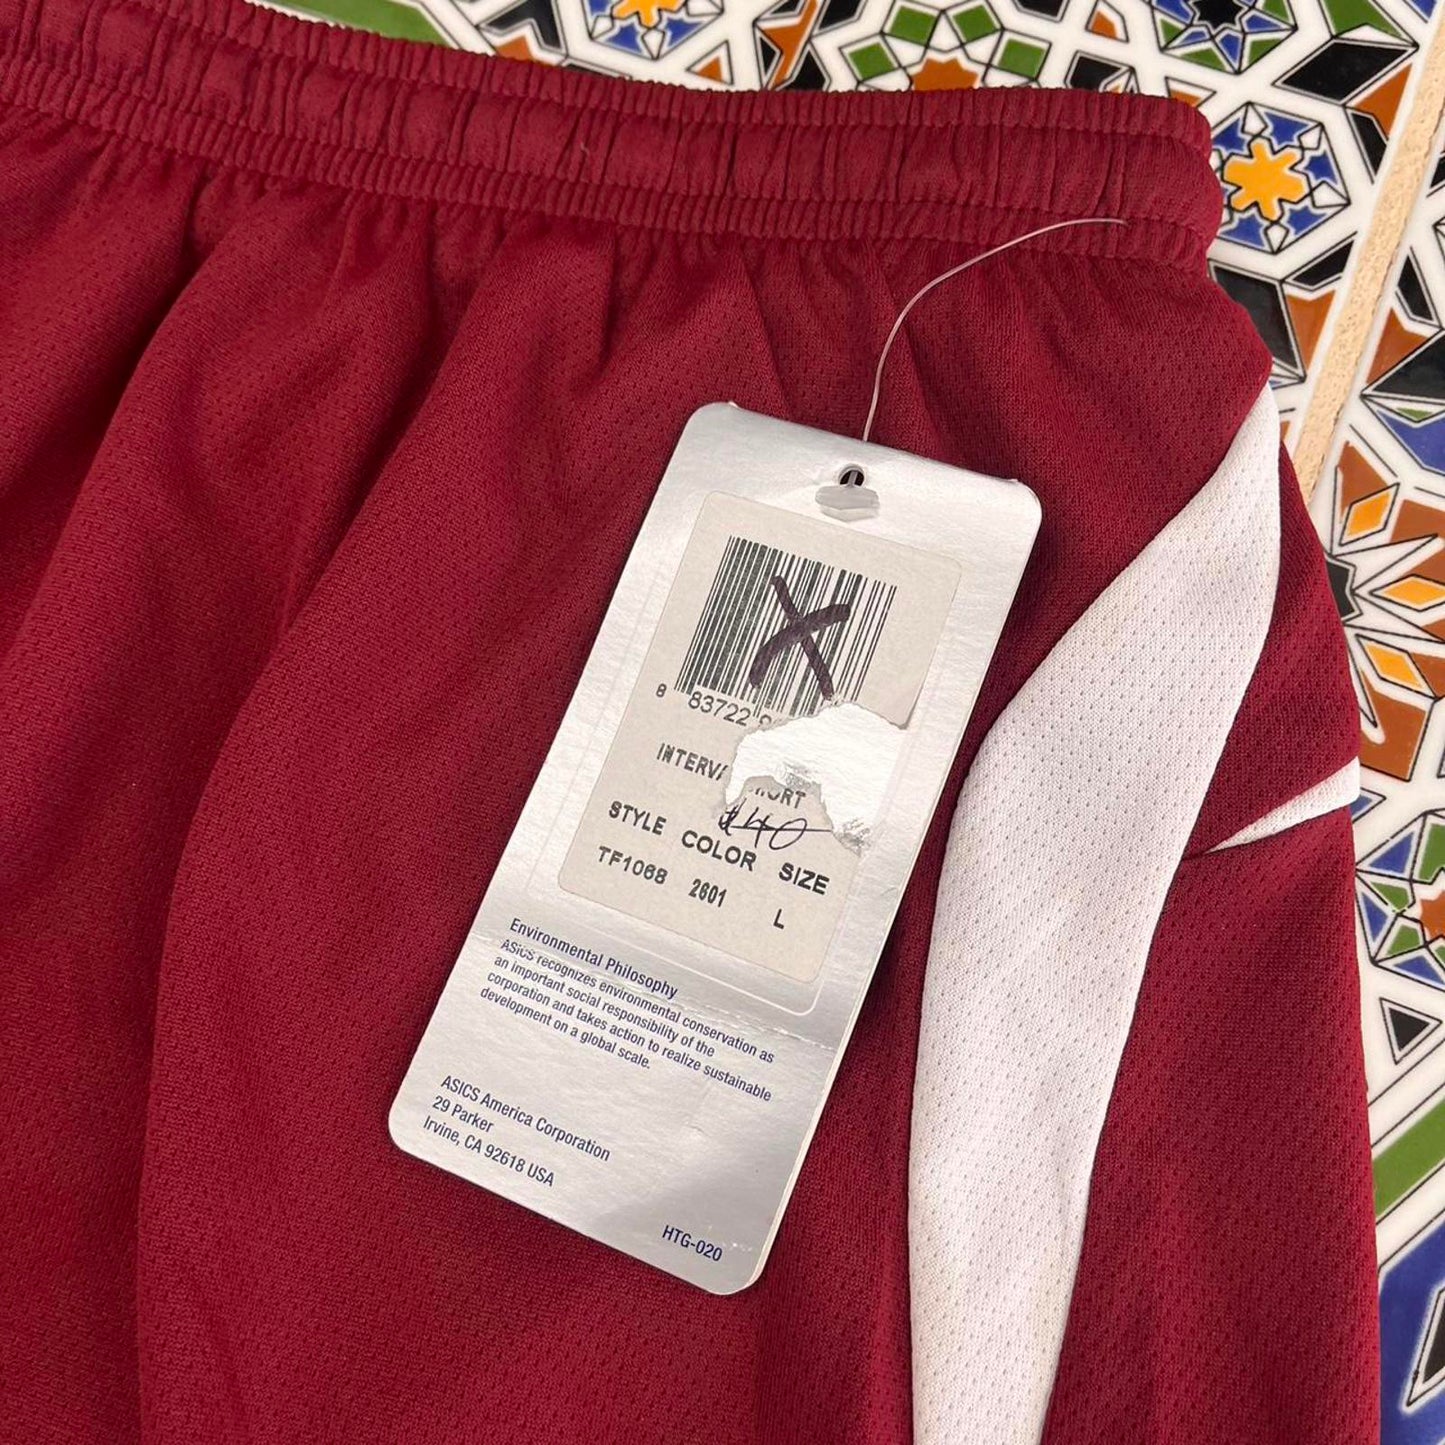 8 83722
INTERVA HORT
$40
STYLE COLOR SIZE
TF1068 2601 L
Environmental Philosophy
ASICS recognizes environmental conservation as
an important social responsibility of the
corporation and takes action to realize sustainable
development on a global scale.
ASICS America Corporation
29 Parker
Irvine, CA 92618 USA
HTG-020